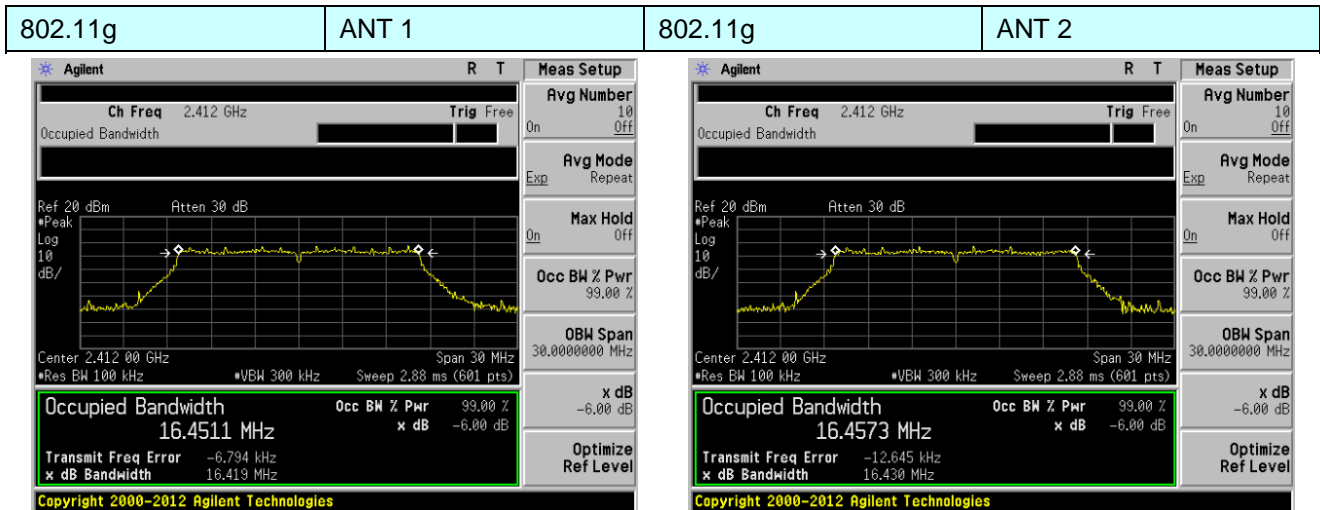 802.11g ANT 1 802.11g ANT 2
Agilent R T
Ch Freq 2.412 GHz Trig Free
Occupied Bandwidth
Ref 20 dBm Atten 30 dB
*Peak
Log
10
dB/
Center 2.412 00 GHz Span 30 MHz
*Res BW 100 kHz *VBW 300 kHz Sweep 2.88 ms (601 pts)
Occupied Bandwidth Occ BW % Pwr 99.00 %
16.4511 MHz x dB -6.00 dB
Transmit Freq Error -6.794 kHz
x dB Bandwidth 16.419 MHz
Copyright 2000-2012 Agilent Technologies
Meas Setup
Avg Number
10
On Off
Avg Mode
Exp Repeat
Max Hold
On Off
Occ BW % Pwr
99.00 %
OBW Span
30.0000000 MHz
x dB
-6.00 dB
Optimize
Ref Level
Agilent R T
Ch Freq 2.412 GHz Trig Free
Occupied Bandwidth
Ref 20 dBm Atten 30 dB
*Peak
Log
10
dB/
Center 2.412 00 GHz Span 30 MHz
*Res BW 100 kHz *VBW 300 kHz Sweep 2.88 ms (601 pts)
Occupied Bandwidth Occ BW % Pwr 99.00 %
16.4573 MHz x dB -6.00 dB
Transmit Freq Error -12.645 kHz
x dB Bandwidth 16.430 MHz
Copyright 2000-2012 Agilent Technologies
Meas Setup
Avg Number
10
On Off
Avg Mode
Exp Repeat
Max Hold
On Off
Occ BW % Pwr
99.00 %
OBW Span
30.0000000 MHz
x dB
-6.00 dB
Optimize
Ref Level